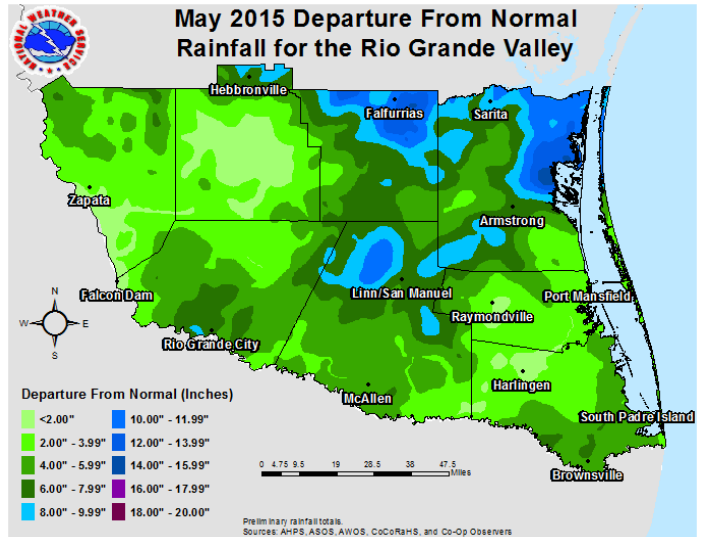 May 2015 Departure From Normal
Rainfall for the Rio Grande Valley
NATIONAL WEATHER SERVICE
Hebbronville
Falfurrias
Sarita
Zapata
Armstrong
Falcon Dam
Linn/San Manuel
Port Mansfield
Raymondville
Rio Grande City
McAllen
Harlingen
South Padre Island
Brownsville
N
W E
S
Departure From Normal (Inches)
<2.00" 10.00" - 11.99"
2.00" - 3.99" 12.00" - 13.99"
4.00" - 5.99" 14.00" - 15.99"
6.00" - 7.99" 16.00" - 17.99"
8.00" - 9.99" 18.00" - 20.00"
0 4.75 9.5 19 28.5 38 47.5
Miles
Preliminary rainfall totals.
Sources: AHPS, ASOS, AWOS, CoCoRaHS, and Co-Op Observers